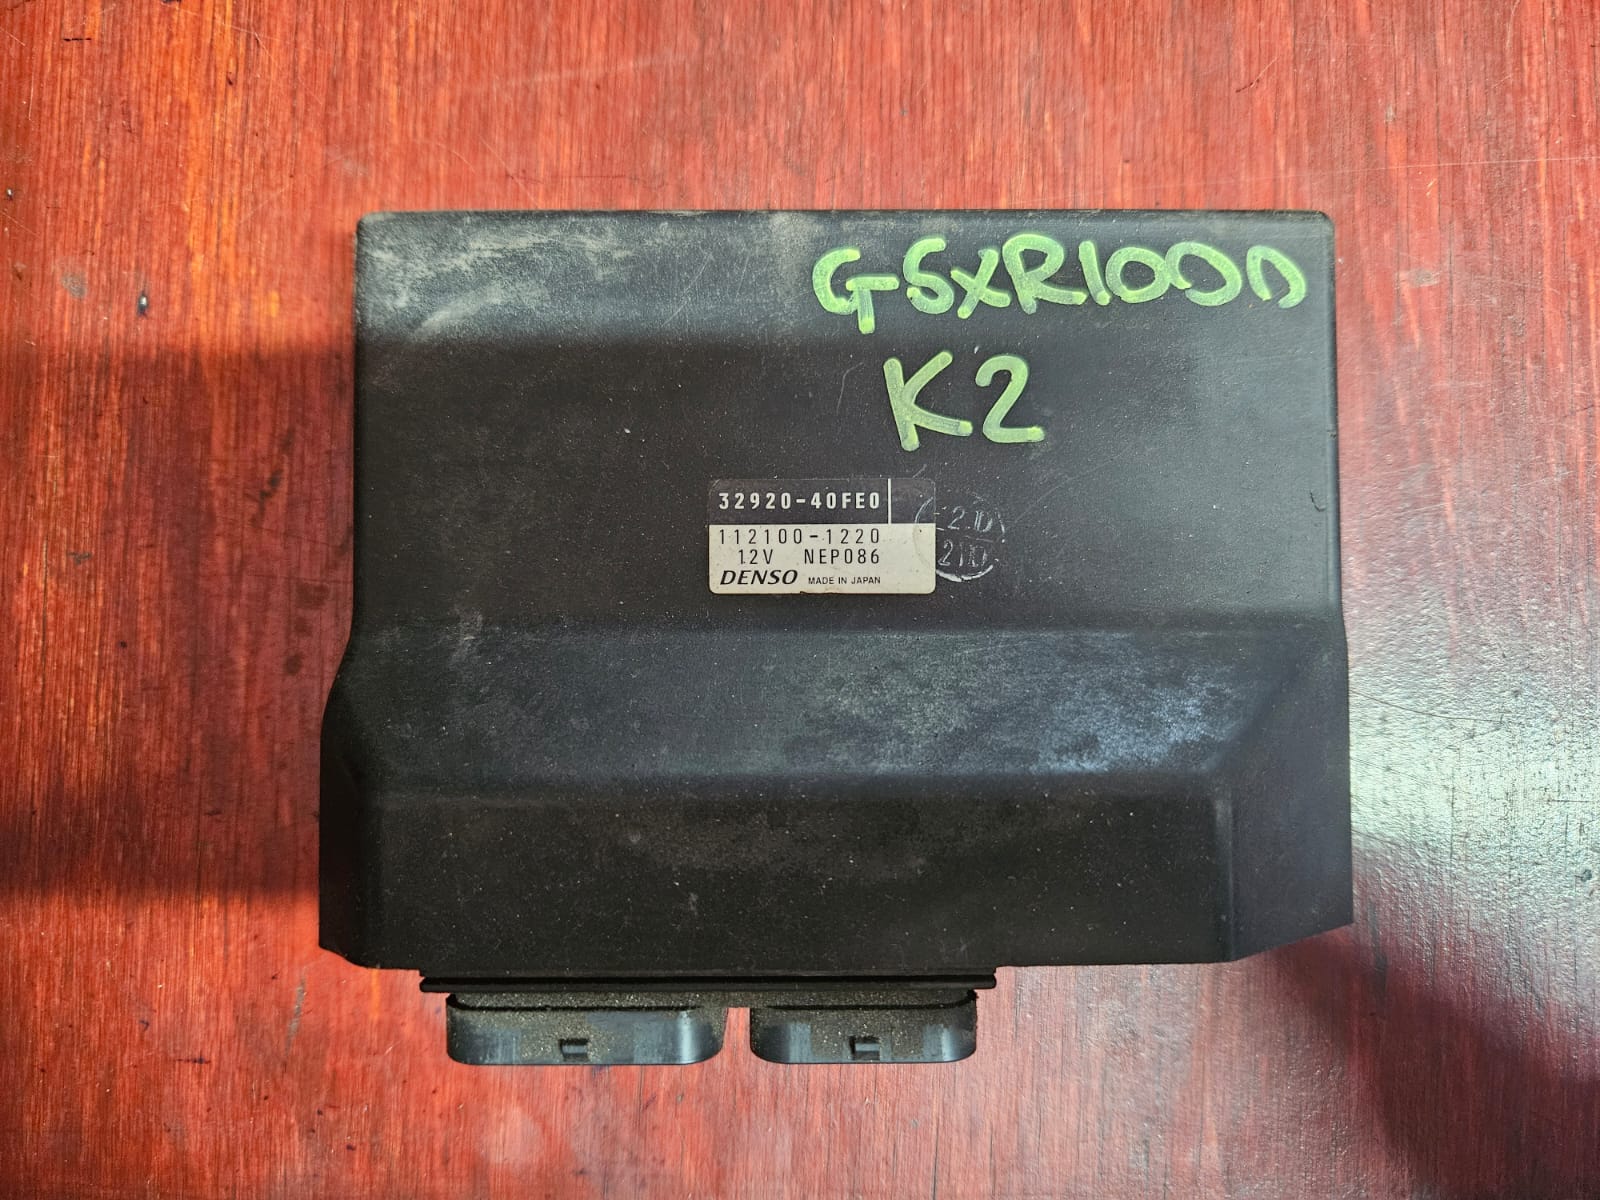 GSXR1000
K2
32920-40FE0
112100-1220
12V NEP086
DENSO MADE IN JAPAN